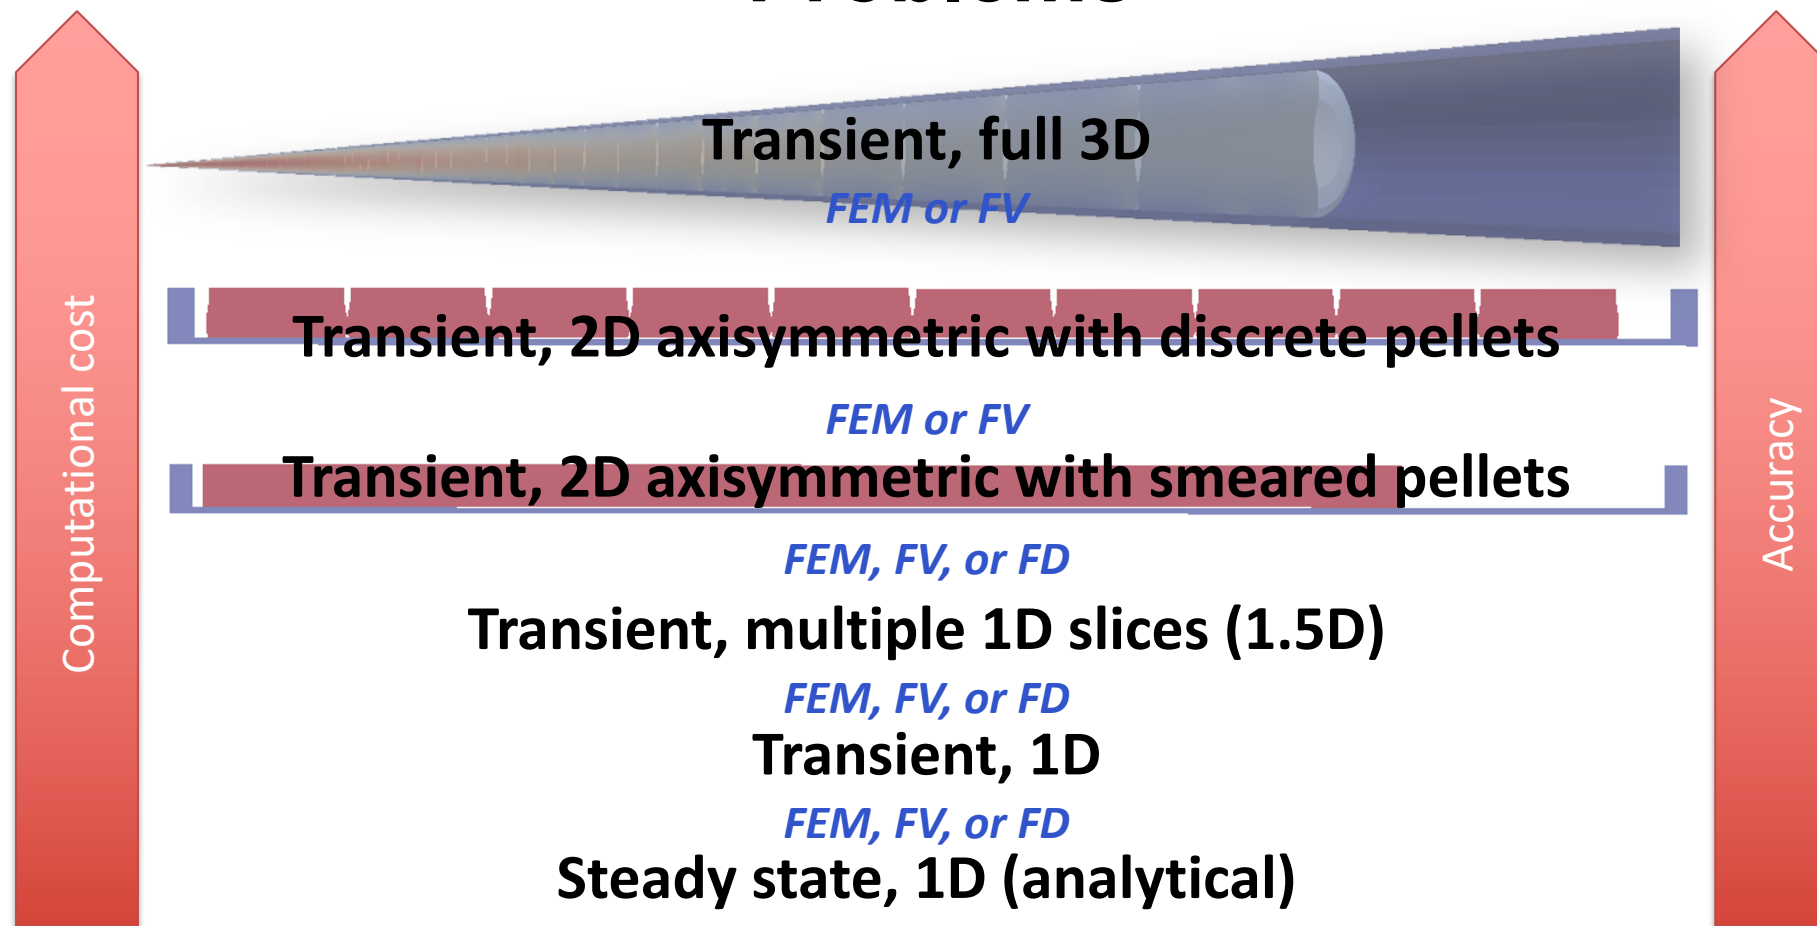 Transient, full 3D
FEM or FV
Transient, 2D axisymmetric with discrete pellets
FEM or FV
Transient, 2D axisymmetric with smeared pellets
FEM, FV, or FD
Transient, multiple 1D slices (1.5D)
FEM, FV, or FD
Transient, 1D
FEM, FV, or FD
Steady state, 1D (analytical)
Computational cost
Accuracy